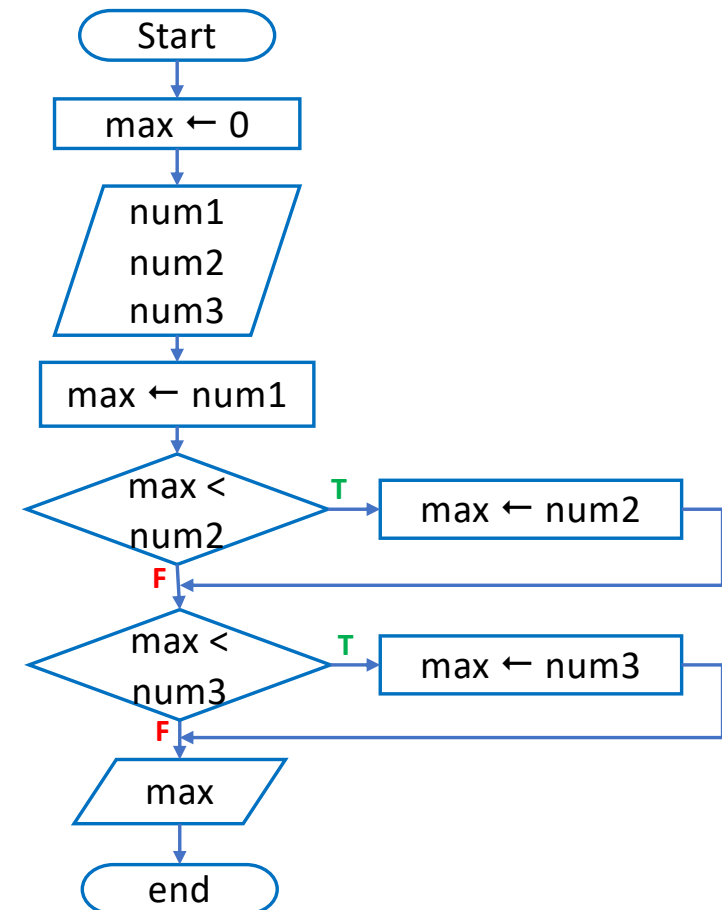 Start
max ← 0
num1
num2
num3
max ← num1
max <
num2
T
max ← num2
F
max <
num3
T
max ← num3
F
max
end